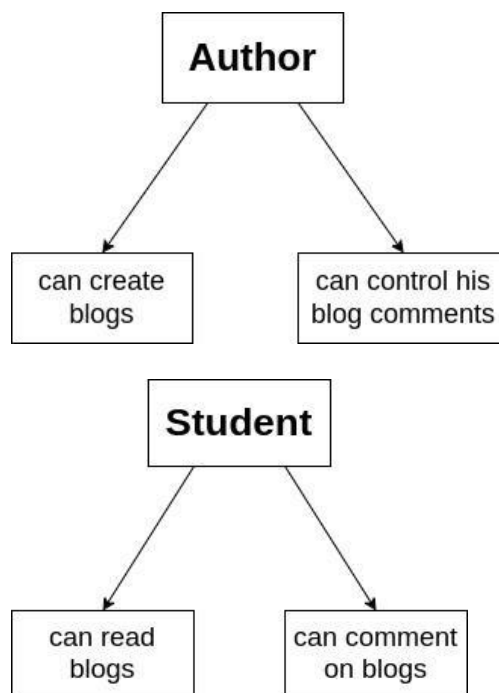 Author
can create
blogs
can control his
blog comments
Student
can read
blogs
can comment
on blogs